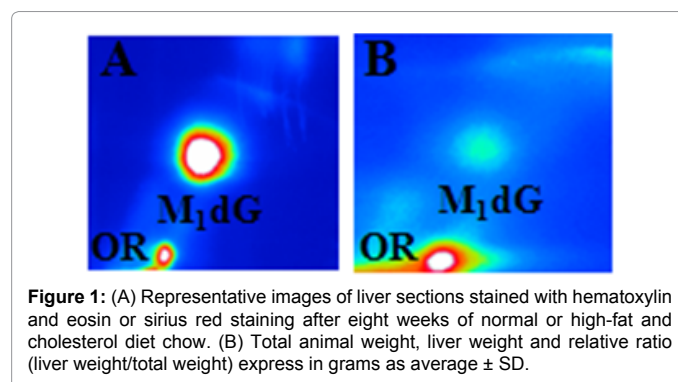 A B
M₁dG M₁dG
OR OR
Figure 1: (A) Representative images of liver sections stained with hematoxylin
and eosin or sirius red staining after eight weeks of normal or high-fat and
cholesterol diet chow. (B) Total animal weight, liver weight and relative ratio
(liver weight/total weight) express in grams as average ± SD.